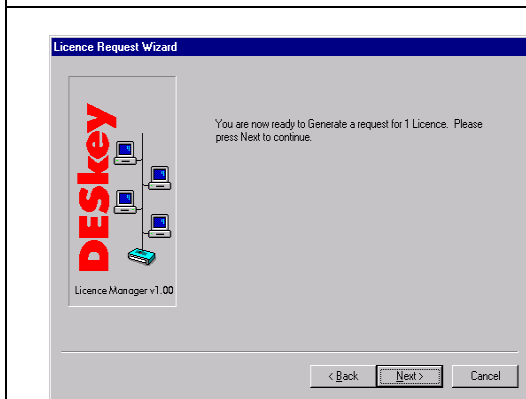 Licence Request Wizard
You are now ready to Generate a request for 1 Licence. Please
press Next to continue.
DESkey
Licence Manager v1.00
< Back
Next >
Cancel